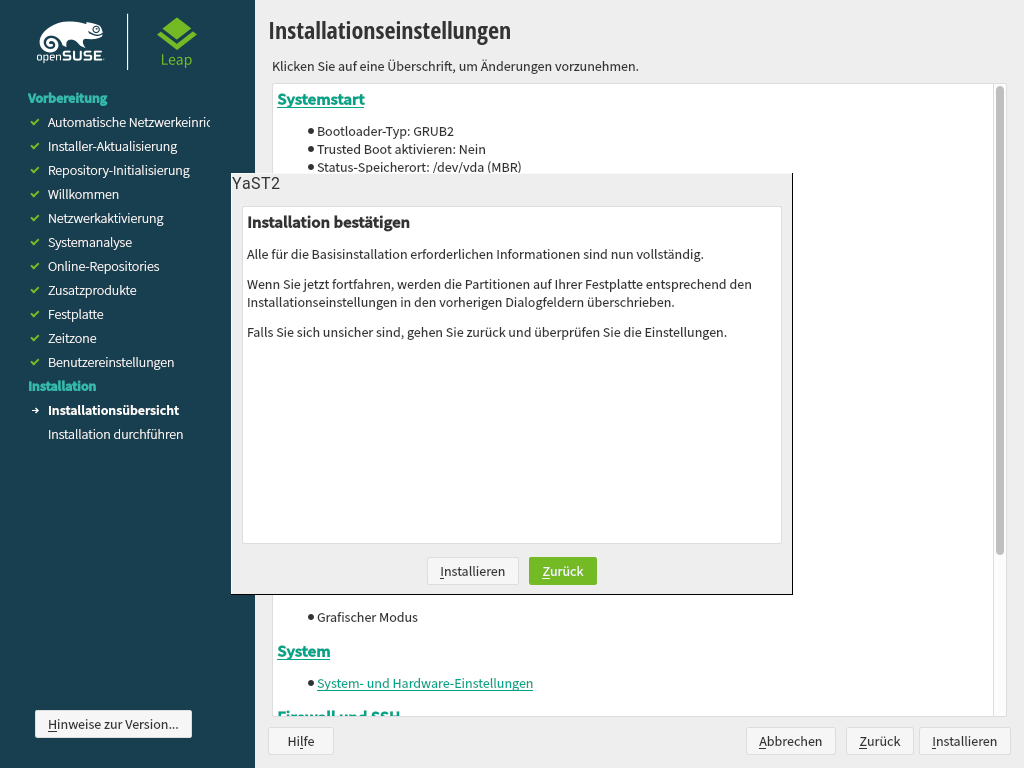 openSUSE
Leap
Vorbereitung
Automatische Netzwerkeinric
Installer-Aktualisierung
Repository-Initialisierung
Willkommen
Netzwerkaktivierung
Systemanalyse
Online-Repositories
Zusatzprodukte
Festplatte
Zeitzone
Benutzereinstellungen
Installation
Installationsübersicht
Installation durchführen
Hinweise zur Version...
Installationseinstellungen
Klicken Sie auf eine Überschrift, um Änderungen vorzunehmen.
Systemstart
Bootloader-Typ: GRUB2
Trusted Boot aktivieren: Nein
Status-Speicherort: /dev/vda (MBR)
YaST2
Installation bestätigen
Alle für die Basisinstallation erforderlichen Informationen sind nun vollständig.
Wenn Sie jetzt fortfahren, werden die Partitionen auf Ihrer Festplatte entsprechend den
Installationseinstellungen in den vorherigen Dialogfeldern überschrieben.
Falls Sie sich unsicher sind, gehen Sie zurück und überprüfen Sie die Einstellungen.
Installieren Zurück
Grafischer Modus
System
System- und Hardware-Einstellungen
Firewall und SSH
Hilfe Abbrechen Zurück Installieren